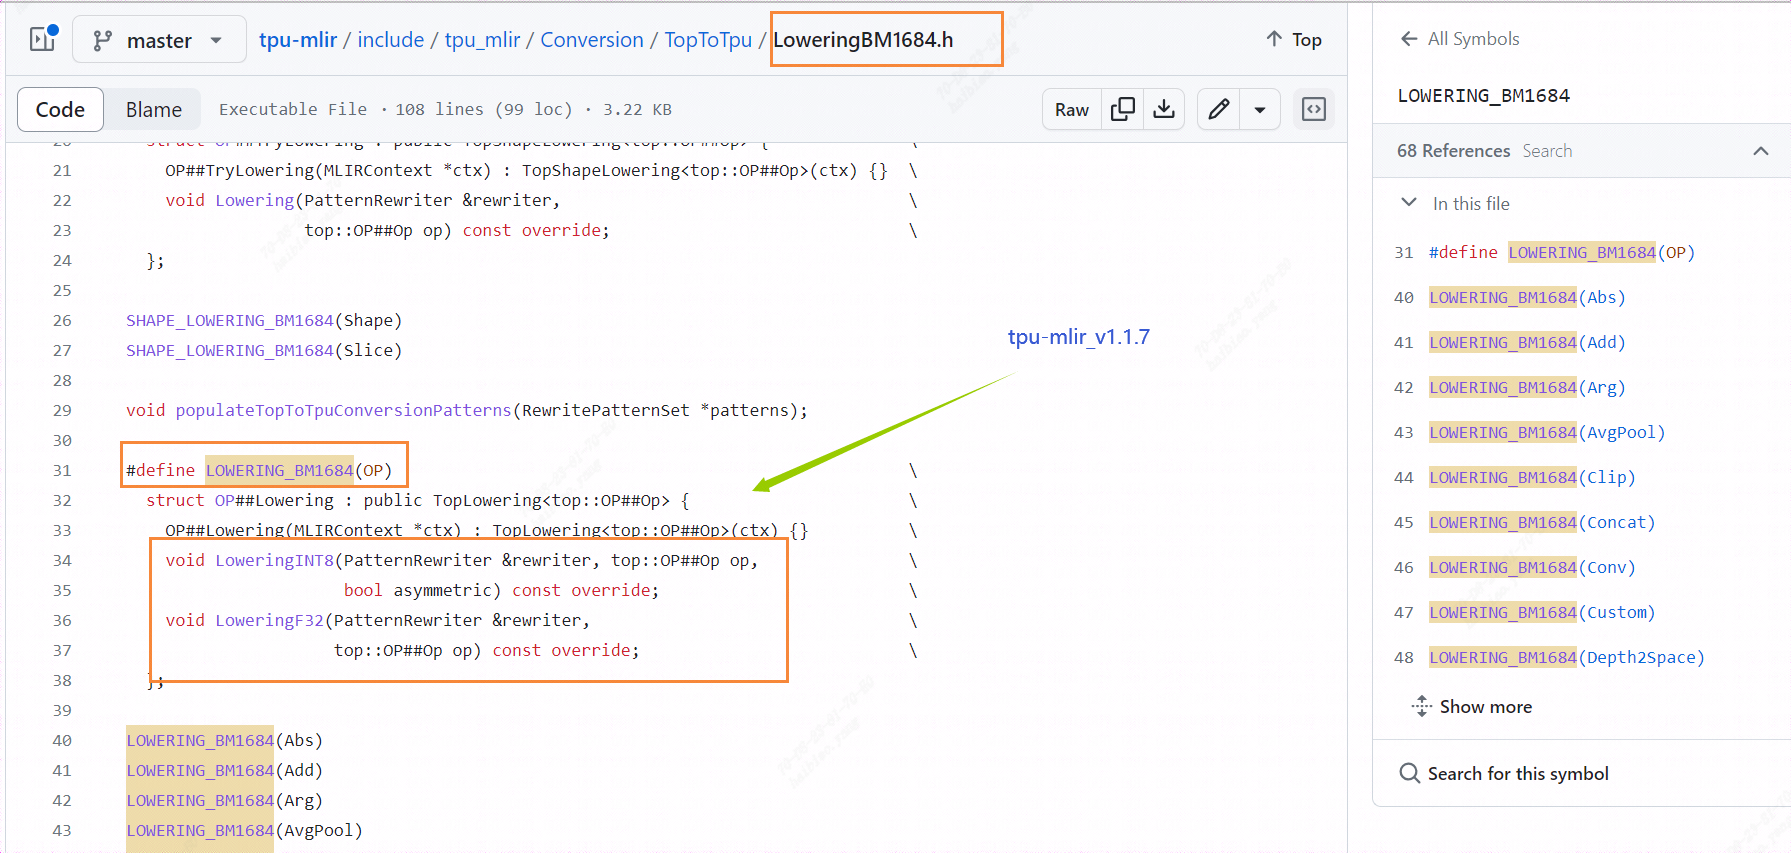 master
tpu-mlir / include / tpu_mlir / Conversion / TopToTpu / LoweringBM1684.h
Top
Code
Blame
Executable File · 108 lines (99 loc) · 3.22 KB
Raw
20 struct OP##TryLowering : public TopShapeLowering<top::OP##Op> { \
21 OP##TryLowering(MLIRContext *ctx) : TopShapeLowering<top::OP##Op>(ctx) {} \
22 void Lowering(PatternRewriter &rewriter, \
23 top::OP##Op op) const override; \
24 };
25
26 SHAPE_LOWERING_BM1684(Shape)
27 SHAPE_LOWERING_BM1684(Slice)
28
29 void populateTopToTpuConversionPatterns(RewritePatternSet *patterns);
30
31 #define LOWERING_BM1684(OP) \
32 struct OP##Lowering : public TopLowering<top::OP##Op> { \
33 OP##Lowering(MLIRContext *ctx) : TopLowering<top::OP##Op>(ctx) {} \
34 void LoweringINT8(PatternRewriter &rewriter, top::OP##Op op, \
35 bool asymmetric) const override; \
36 void LoweringF32(PatternRewriter &rewriter, \
37 top::OP##Op op) const override; \
38 };
39
40 LOWERING_BM1684(Abs)
41 LOWERING_BM1684(Add)
42 LOWERING_BM1684(Arg)
43 LOWERING_BM1684(AvgPool)
tpu-mlir_v1.1.7
All Symbols
LOWERING_BM1684
68 References Search
In this file
31 #define LOWERING_BM1684(OP)
40 LOWERING_BM1684(Abs)
41 LOWERING_BM1684(Add)
42 LOWERING_BM1684(Arg)
43 LOWERING_BM1684(AvgPool)
44 LOWERING_BM1684(Clip)
45 LOWERING_BM1684(Concat)
46 LOWERING_BM1684(Conv)
47 LOWERING_BM1684(Custom)
48 LOWERING_BM1684(Depth2Space)
Show more
Search for this symbol